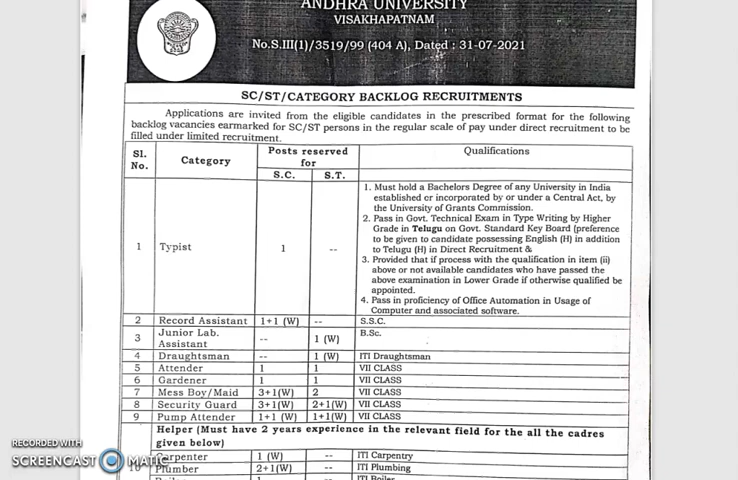 ANDHRA UNIVERSITY
VISAKHAPATNAM
No.S.III(1)/3519/99 (404 A), Dated : 31-07-2021
SC/ST/CATEGORY BACKLOG RECRUITMENTS
Applications are invited from the eligible candidates in the prescribed format for the following
backlog vacancies earmarked for SC/ST persons in the regular scale of pay under direct recruitment to be
filled under limited recruitment.
Sl. No. Category Posts reserved for Qualifications
S.C. S.T.
1 Typist 1 --
1. Must hold a Bachelors Degree of any University in India
established or incorporated by or under a Central Act, by
the University of Grants Commission.
2. Pass in Govt. Technical Exam in Type Writing by Higher
Grade in Telugu on Govt. Standard Key Board (preference
to be given to candidate possessing English (H) in addition
to Telugu (H) in Direct Recruitment &
3. Provided that if process with the qualification in item (ii)
above or not available candidates who have passed the
above examination in Lower Grade if otherwise qualified be
appointed.
4. Pass in proficiency of Office Automation in Usage of
Computer and associated software.
2 Record Assistant 1+1 (W) -- S.S.C.
3 Junior Lab. Assistant -- 1 (W) B.Sc.
4 Draughtsman -- 1 (W) ITI Draughtsman
5 Attender 1 1 VII CLASS
6 Gardener 1 1 VII CLASS
7 Mess Boy/Maid 3+1(W) 2 VII CLASS
8 Security Guard 3+1(W) 2+1(W) VII CLASS
9 Pump Attender 1+1 (W) 1+1(W) VII CLASS
Helper (Must have 2 years experience in the relevant field for the all the cadres
given below)
10 Carpenter 1 (W) -- ITI Carpentry
Plumber 2+1(W) -- ITI Plumbing
RECORDED WITH
SCREENCAST MATIC